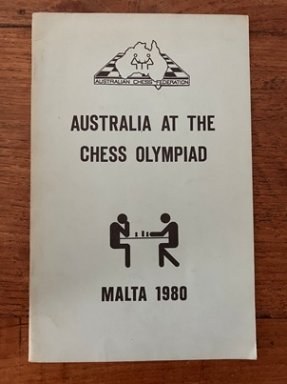 AUSTRALIAN CHESS FEDERATION
AUSTRALIA AT THE
CHESS OLYMPIAD
MALTA 1980